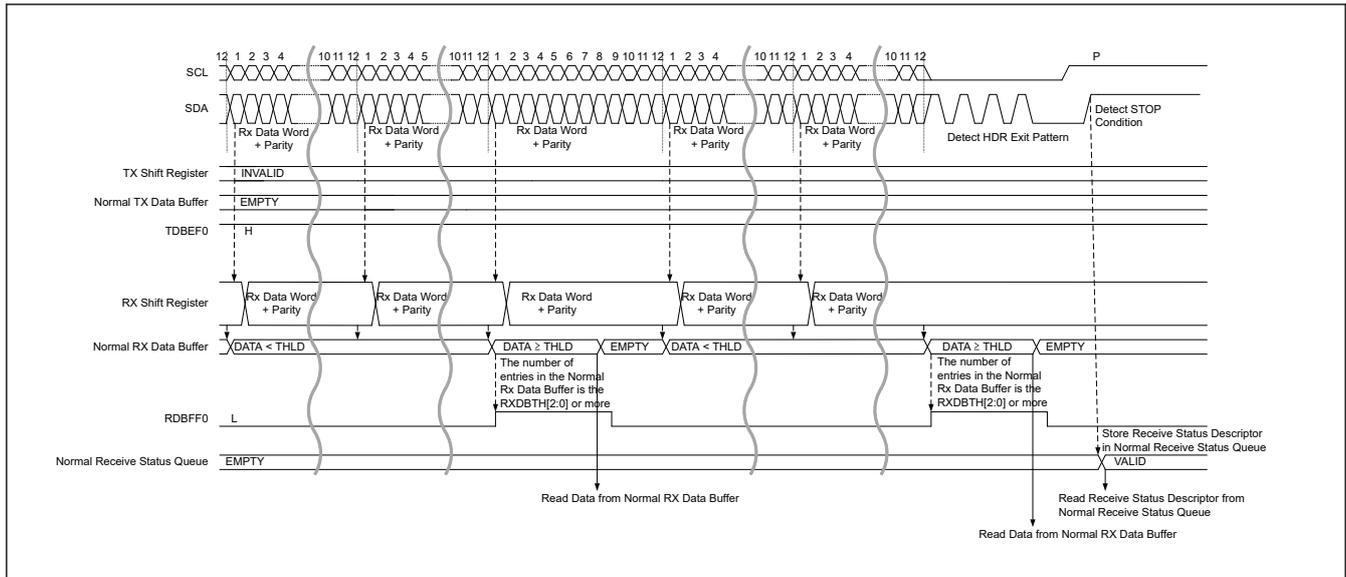 12 1 2 3 4 10 11 12 1 2 3 4 5 10 11 12 1 2 3 4 5 6 7 8 9 10 11 12 1 2 3 4 10 11 12 1 2 3 4 10 11 12 P
SCL
SDA
Rx Data Word
+ Parity
Rx Data Word
+ Parity
Rx Data Word
+ Parity
Rx Data Word
+ Parity
Rx Data Word
+ Parity
Detect HDR Exit Pattern
Detect STOP
Condition
TX Shift Register INVALID
Normal TX Data Buffer EMPTY
TDBEF0 H
RX Shift Register
Rx Data Word
+ Parity
Rx Data Word
+ Parity
Rx Data Word
+ Parity
Rx Data Word
+ Parity
Rx Data Word
+ Parity
Normal RX Data Buffer DATA < THLD DATA ≥ THLD EMPTY DATA < THLD DATA ≥ THLD EMPTY
The number of
entries in the Normal
Rx Data Buffer is the
RXDBTH[2:0] or more
The number of
entries in the Normal
Rx Data Buffer is the
RXDBTH[2:0] or more
RDBFF0 L
Store Receive Status Descriptor
in Normal Receive Status Queue
Normal Receive Status Queue EMPTY VALID
Read Data from Normal RX Data Buffer
Read Receive Status Descriptor from
Normal Receive Status Queue
Read Data from Normal RX Data Buffer